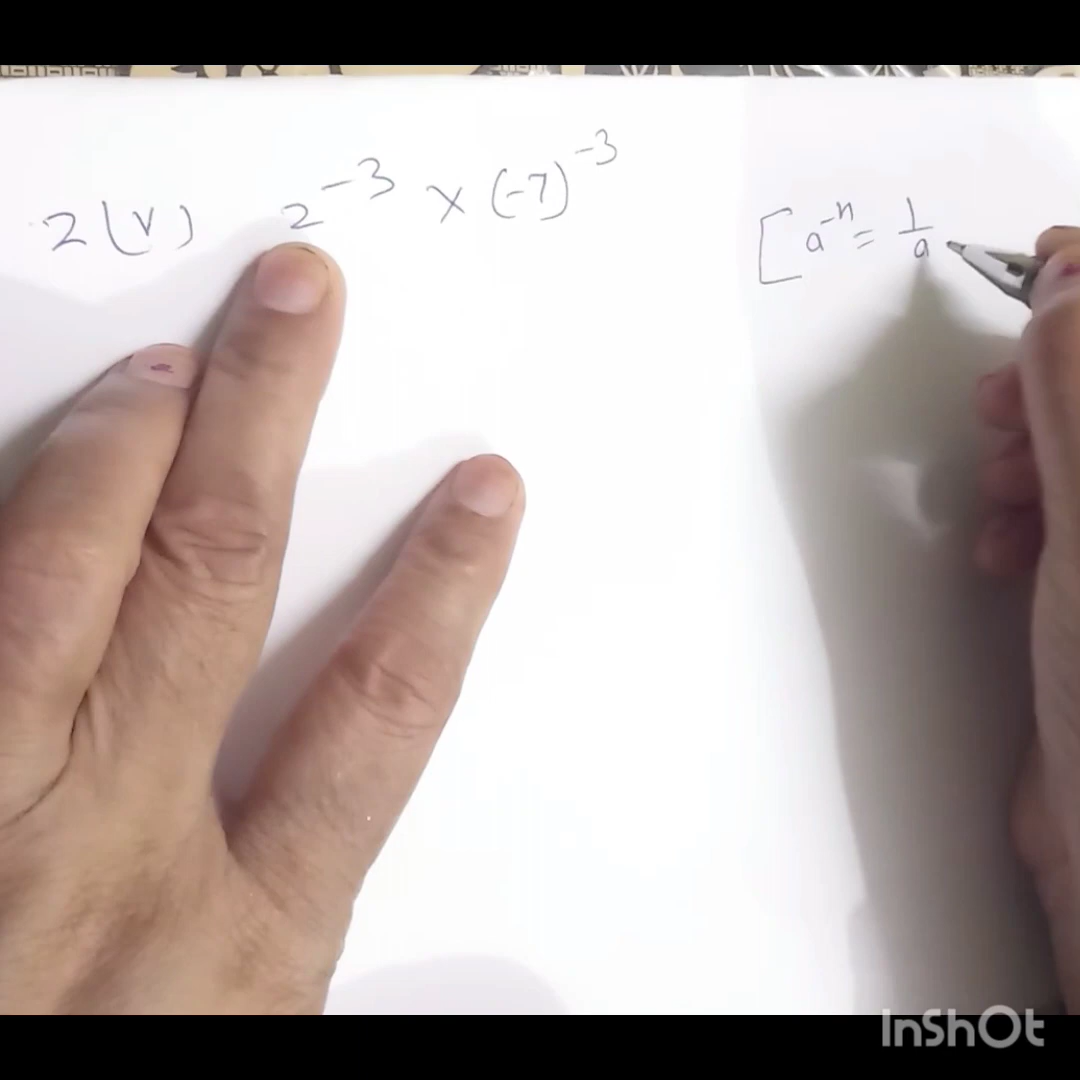 2(v) 2⁻³ × (-7)⁻³
[a⁻ⁿ = 1/a
InShOt